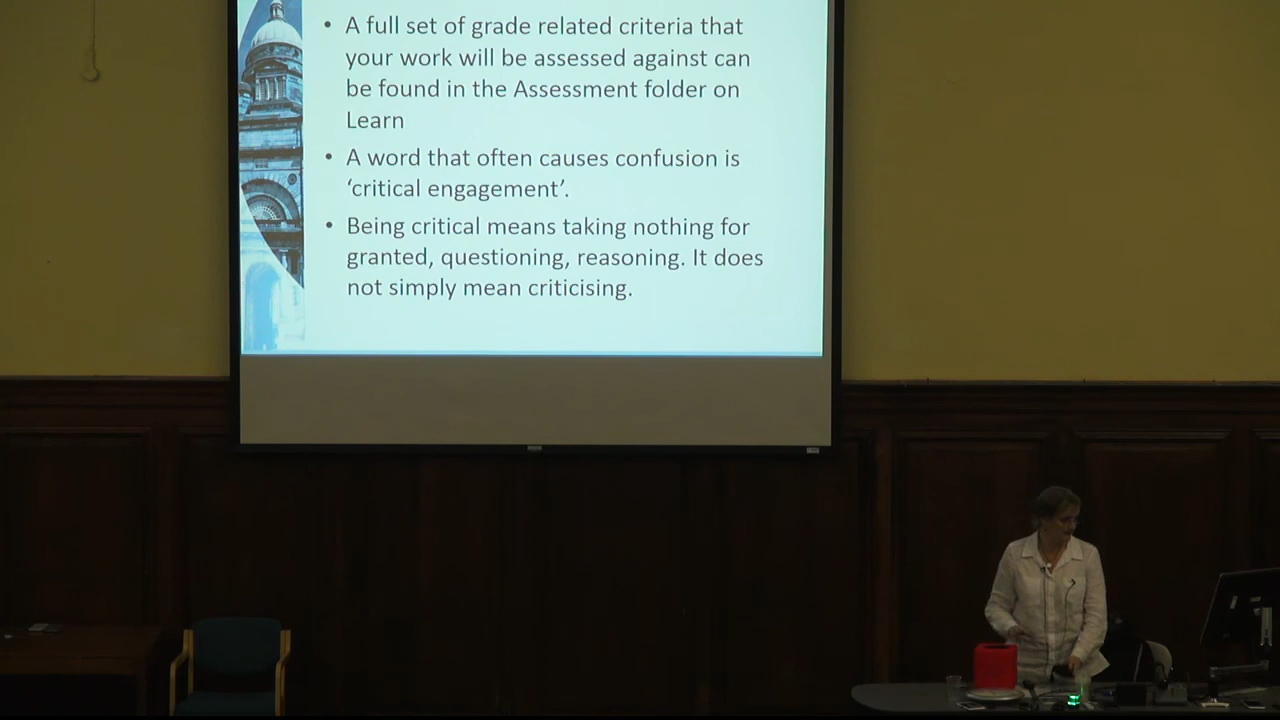 • A full set of grade related criteria that
your work will be assessed against can
be found in the Assessment folder on
Learn
• A word that often causes confusion is
‘critical engagement’.
• Being critical means taking nothing for
granted, questioning, reasoning. It does
not simply mean criticising.